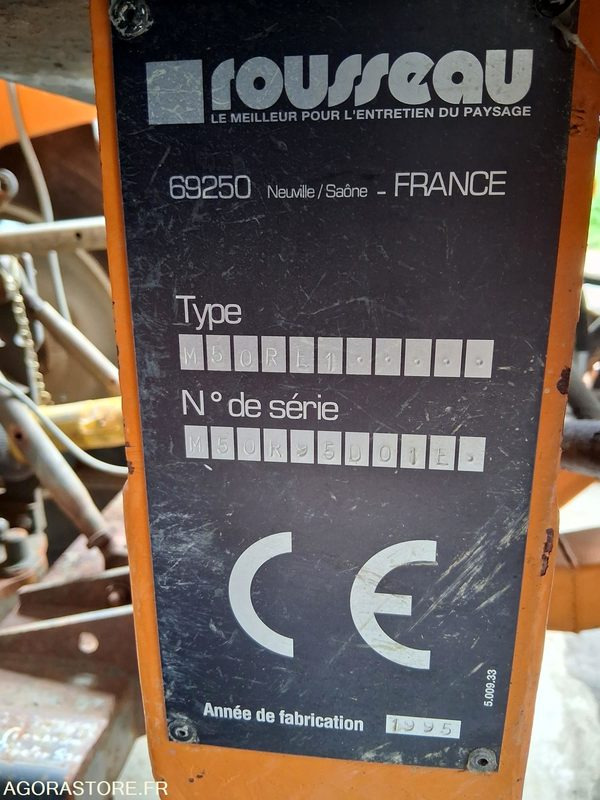 rousseau
LE MEILLEUR POUR L'ENTRETIEN DU PAYSAGE
69250 Neuville / Saône - FRANCE
Type
M50RE1.....
N° de série
M50R95D01E.
CE
5.009.33
Année de fabrication 1995
AGORASTORE.FR